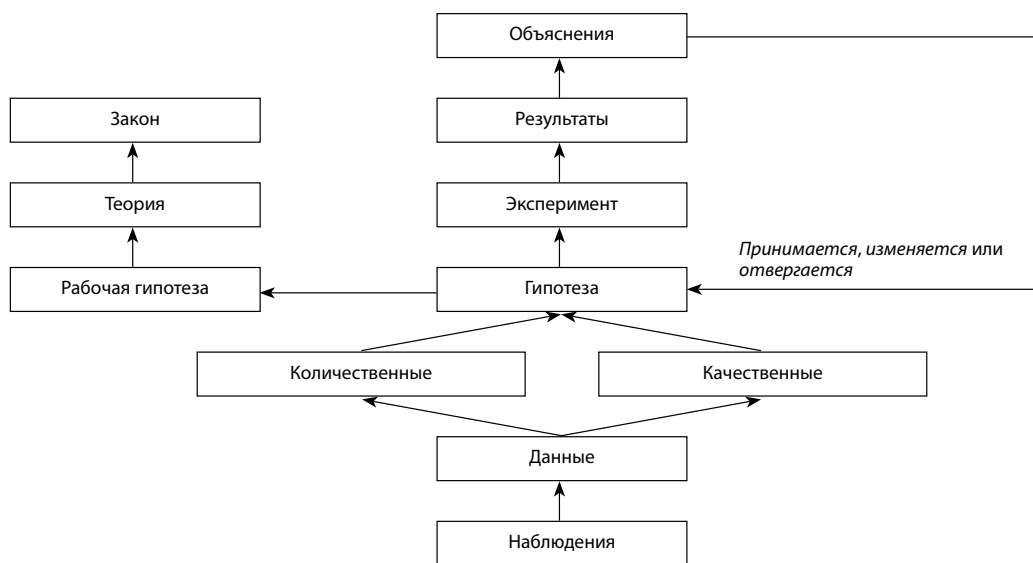 Объяснения
Закон
Результаты
Теория
Эксперимент
Принимается, изменяется или
отвергается
Рабочая гипотеза
Гипотеза
Количественные
Качественные
Данные
Наблюдения